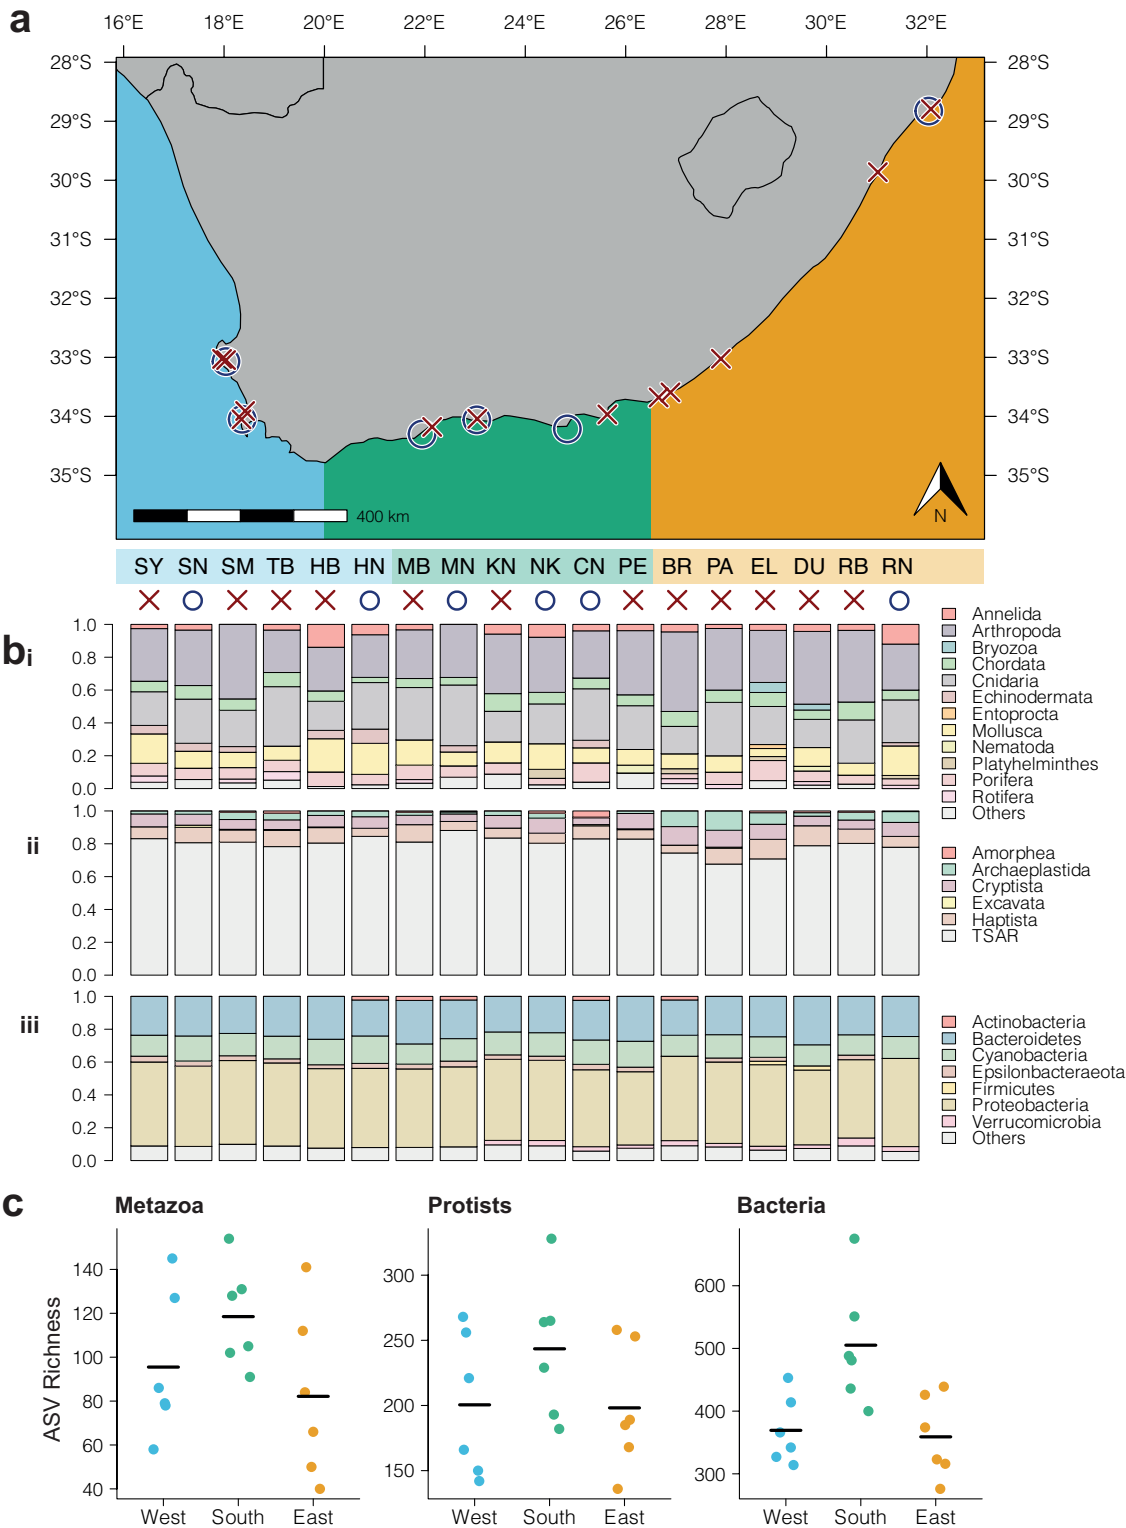 a
16°E 18°E 20°E 22°E 24°E 26°E 28°E 30°E 32°E
28°S 28°S
29°S 29°S
30°S 30°S
31°S 31°S
32°S 32°S
33°S 33°S
34°S 34°S
35°S 35°S
400 km
N
SY SN SM TB HB HN MB MN KN NK CN PE BR PA EL DU RB RN
bi
1.0
0.8
0.6
0.4
0.2
0.0
Annelida
Arthropoda
Bryozoa
Chordata
Cnidaria
Echinodermata
Entoprocta
Mollusca
Nematoda
Platyhelminthes
Porifera
Rotifera
Others
ii
1.0
0.8
0.6
0.4
0.2
0.0
Amorphea
Archaeplastida
Cryptista
Excavata
Haptista
TSAR
iii
1.0
0.8
0.6
0.4
0.2
0.0
Actinobacteria
Bacteroidetes
Cyanobacteria
Epsilonbacteraeota
Firmicutes
Proteobacteria
Verrucomicrobia
Others
c
Metazoa
ASV Richness
140
120
100
80
60
40
West South East
Protists
300
250
200
150
West South East
Bacteria
600
500
400
300
West South East